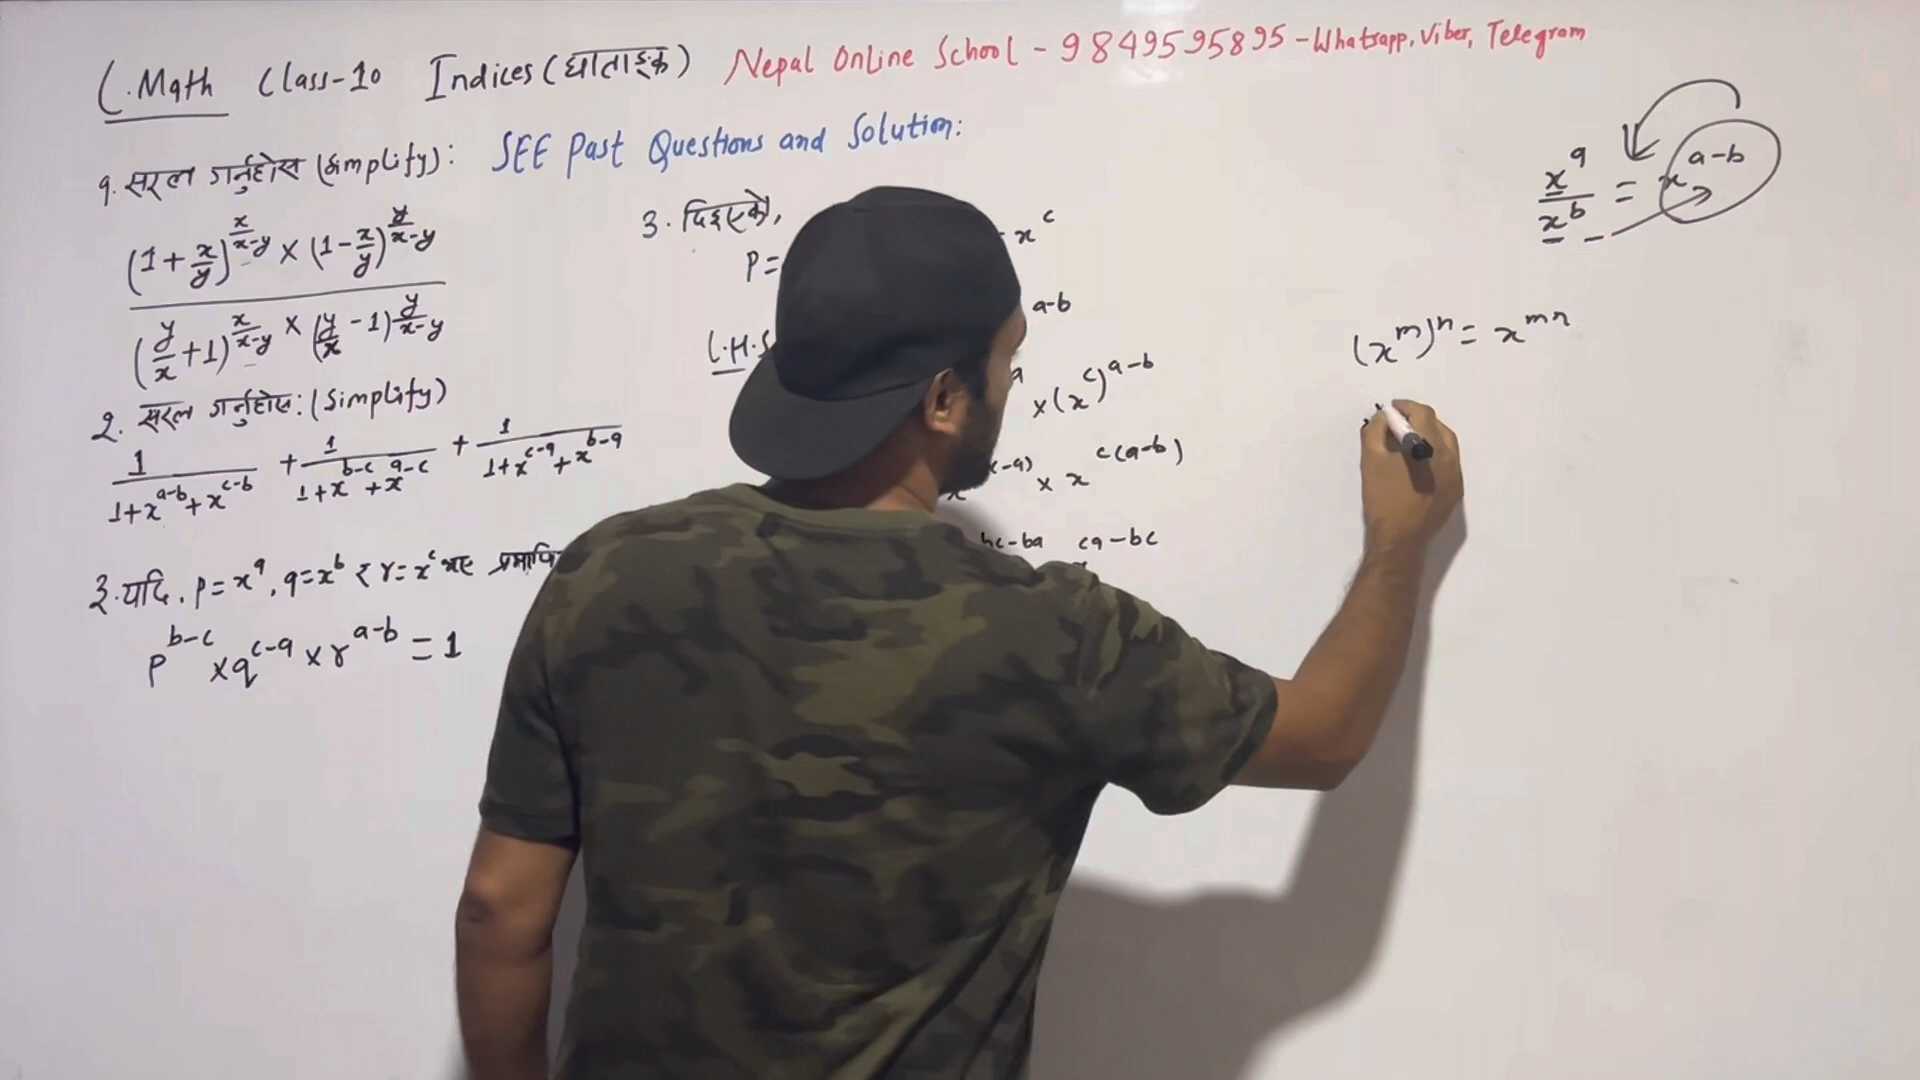 C.Math Class-10 Indices (घाताङ्क) Nepal Online School - 9849595895 - Whatsapp, Viber, Telegram
१. सरल गर्नुहोस (Simplify): SEE Past Questions and Solution:
(1+x/y)^(x/x-y) × (1-x/y)^(y/x-y)
(y/x+1)^(x/x-y) × (y/x-1)^(y/x-y)
२. सरल गर्नुहोस: (Simplify)
1/(1+x^(a-b)+x^(c-b)) + 1/(1+x^(b-c)+x^(a-c)) + 1/(1+x^(c-a)+x^(b-a))
३. यदि, p=x^a, q=x^b र r=x^c भए
p^(b-c) × q^(c-a) × r^(a-b) = 1
3. दिइएको,
p= x^c
a-b
L.H.S
× (x^c)^(a-b)
× x^(c(a-b))
bc-ba ca-bc
x^a/x^b = x^(a-b)
(x^m)^n = x^(mn)